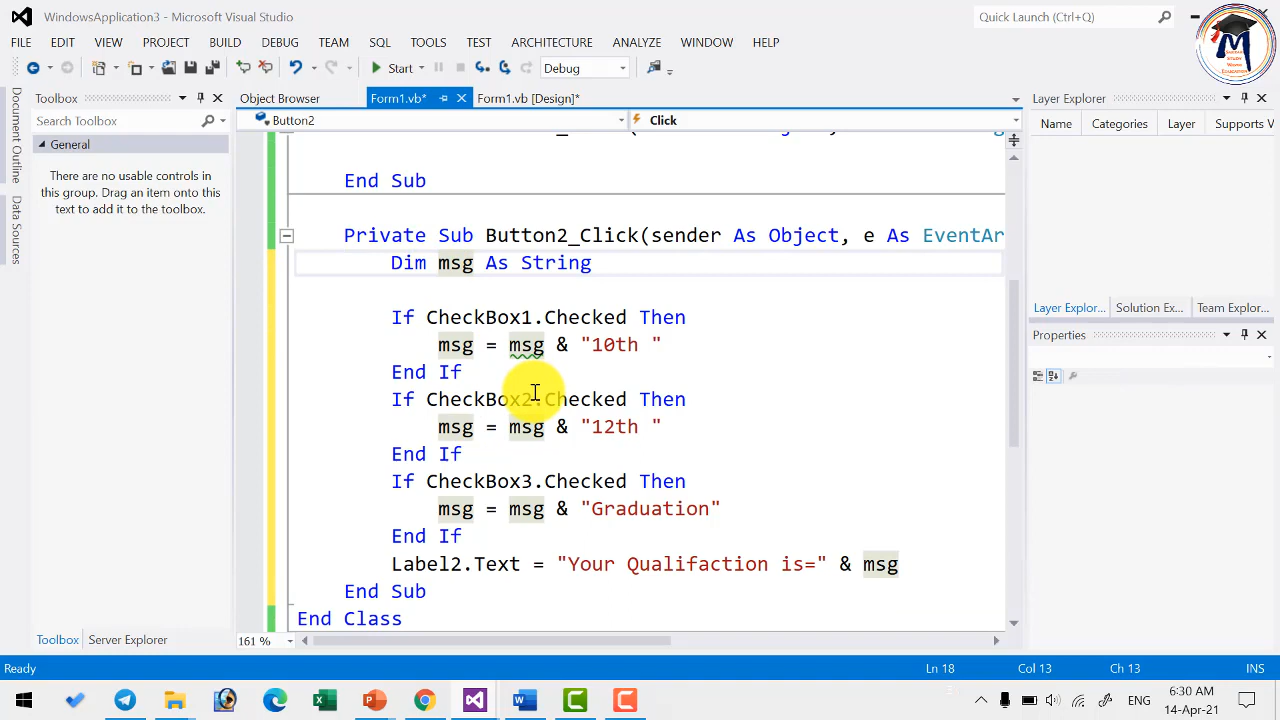 WindowsApplication3 - Microsoft Visual Studio
Quick Launch (Ctrl+Q)
FILE EDIT VIEW PROJECT BUILD DEBUG TEAM SQL TOOLS TEST ARCHITECTURE ANALYZE WINDOW HELP
Start Debug
Toolbox Object Browser Form1.vb* Form1.vb [Design]* Layer Explorer
Search Toolbox Button2 Click Name Categories Layer Supports V
General
There are no usable controls in
this group. Drag an item onto this
text to add it to the toolbox.
Document Outline
Data Sources
End Sub
Private Sub Button2_Click(sender As Object, e As EventAr
Dim msg As String
If CheckBox1.Checked Then
msg = msg & "10th "
End If
If CheckBox2.Checked Then
msg = msg & "12th "
End If
If CheckBox3.Checked Then
msg = msg & "Graduation"
End If
Label2.Text = "Your Qualifaction is=" & msg
End Sub
End Class
Layer Explor... Solution Ex... Team Explor...
Properties
Toolbox Server Explorer 161 %
Ready Ln 18 Col 13 Ch 13 INS
ENG 6:30 AM
14-Apr-21